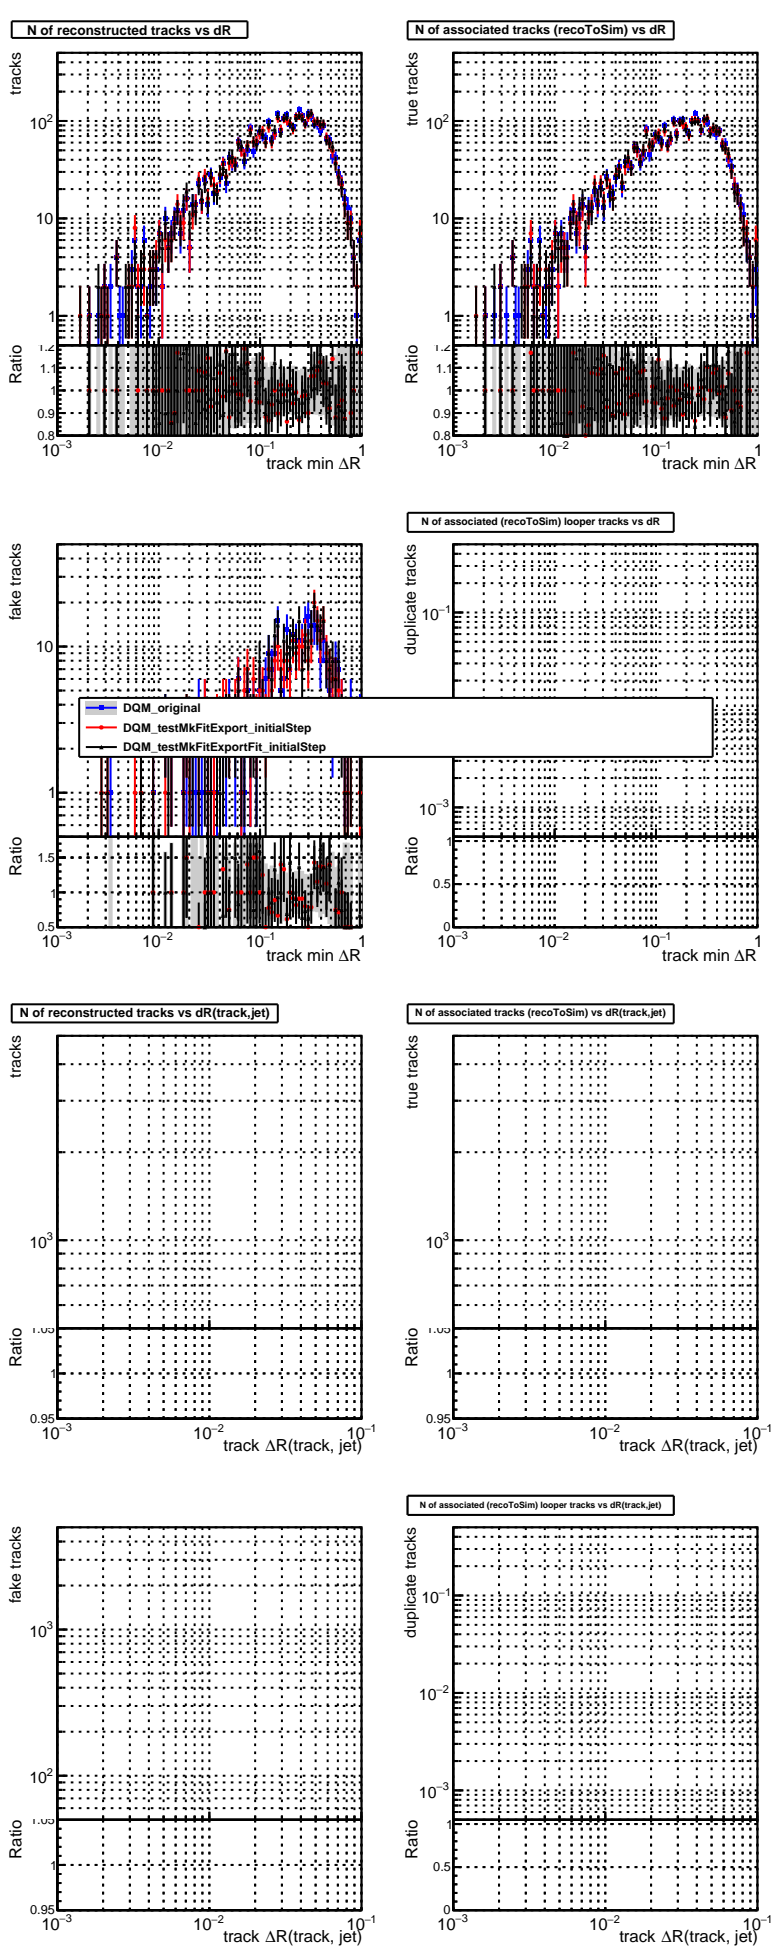 N of reconstructed tracks vs dR
tracks
10²
10
1
Ratio
1.2
1.1
1
0.9
0.8
10⁻³
10⁻²
10⁻¹
1
track min ΔR
N of associated tracks (recoToSim) vs dR
true tracks
10²
10
1
Ratio
1.2
1.1
1
0.9
0.8
10⁻³
10⁻²
10⁻¹
1
track min ΔR
fake tracks
10
1
Ratio
1.5
1
0.5
10⁻³
10⁻²
10⁻¹
1
track min ΔR
N of associated (recoToSim) looper tracks vs dR
duplicate tracks
10⁻¹
10⁻³
Ratio
1
0.5
0
10⁻³
10⁻²
10⁻¹
1
track min ΔR
DQM_original
DQM_testMkFitExport_initialStep
DQM_testMkFitExportFit_initialStep
N of reconstructed tracks vs dR(track,jet)
tracks
10³
Ratio
1.05
1
0.95
10⁻³
10⁻²
10⁻¹
track ΔR(track, jet)
N of associated tracks (recoToSim) vs dR(track,jet)
true tracks
10³
Ratio
1.05
1
0.95
10⁻³
10⁻²
10⁻¹
track ΔR(track, jet)
fake tracks
10³
10²
Ratio
1.05
1
0.95
10⁻³
10⁻²
10⁻¹
track ΔR(track, jet)
N of associated (recoToSim) looper tracks vs dR(track,jet)
duplicate tracks
10⁻¹
10⁻²
10⁻³
Ratio
1
0.5
0
10⁻³
10⁻²
10⁻¹
track ΔR(track, jet)